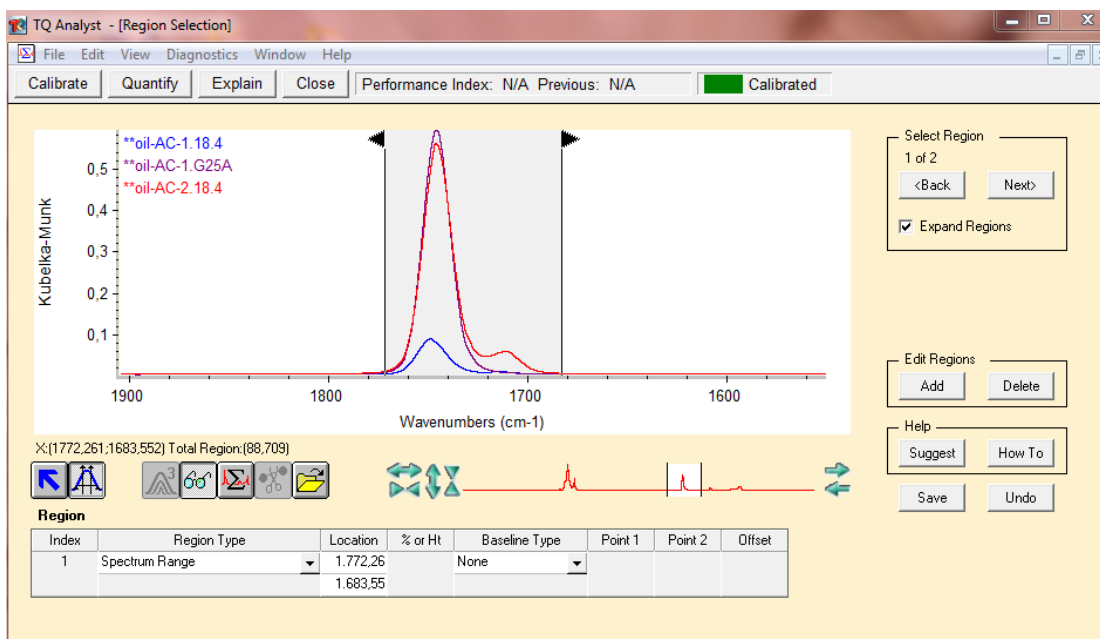 TQ Analyst - [Region Selection]
File Edit View Diagnostics Window Help
Calibrate Quantify Explain Close Performance Index: N/A Previous: N/A Calibrated
**oil-AC-1.18.4
**oil-AC-1.G25A
**oil-AC-2.18.4
Kubelka-Munk
0,5
0,4
0,3
0,2
0,1
1900 1800 1700 1600
Wavenumbers (cm-1)
Select Region
1 of 2
<Back Next>
Expand Regions
Edit Regions
Add Delete
Help
Suggest How To
Save Undo
X:(1772,261;1683,552) Total Region:(88,709)
Region
Index Region Type Location % or Ht Baseline Type Point 1 Point 2 Offset
1 Spectrum Range 1.772,26 None
1.683,55